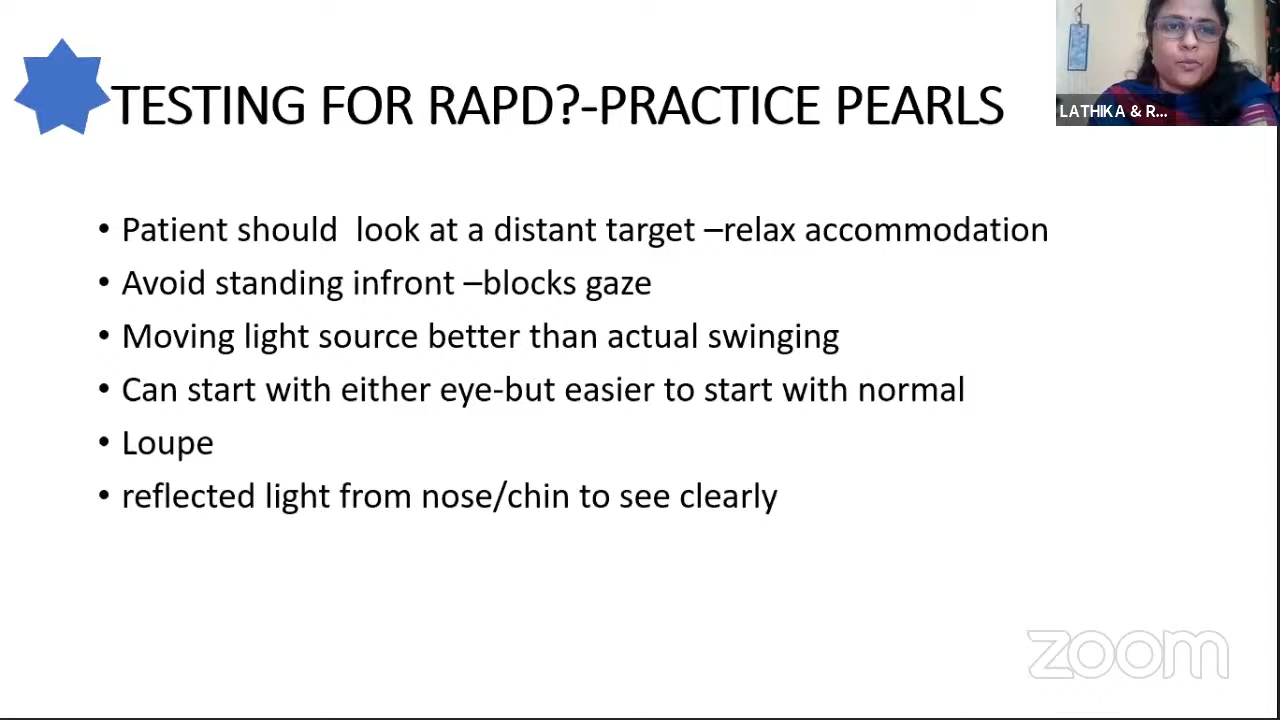 TESTING FOR RAPD?-PRACTICE PEARLS
LATHIKA & R...
• Patient should  look at a distant target –relax accommodation
• Avoid standing infront –blocks gaze
• Moving light source better than actual swinging
• Can start with either eye-but easier to start with normal
• Loupe
• reflected light from nose/chin to see clearly
zoom